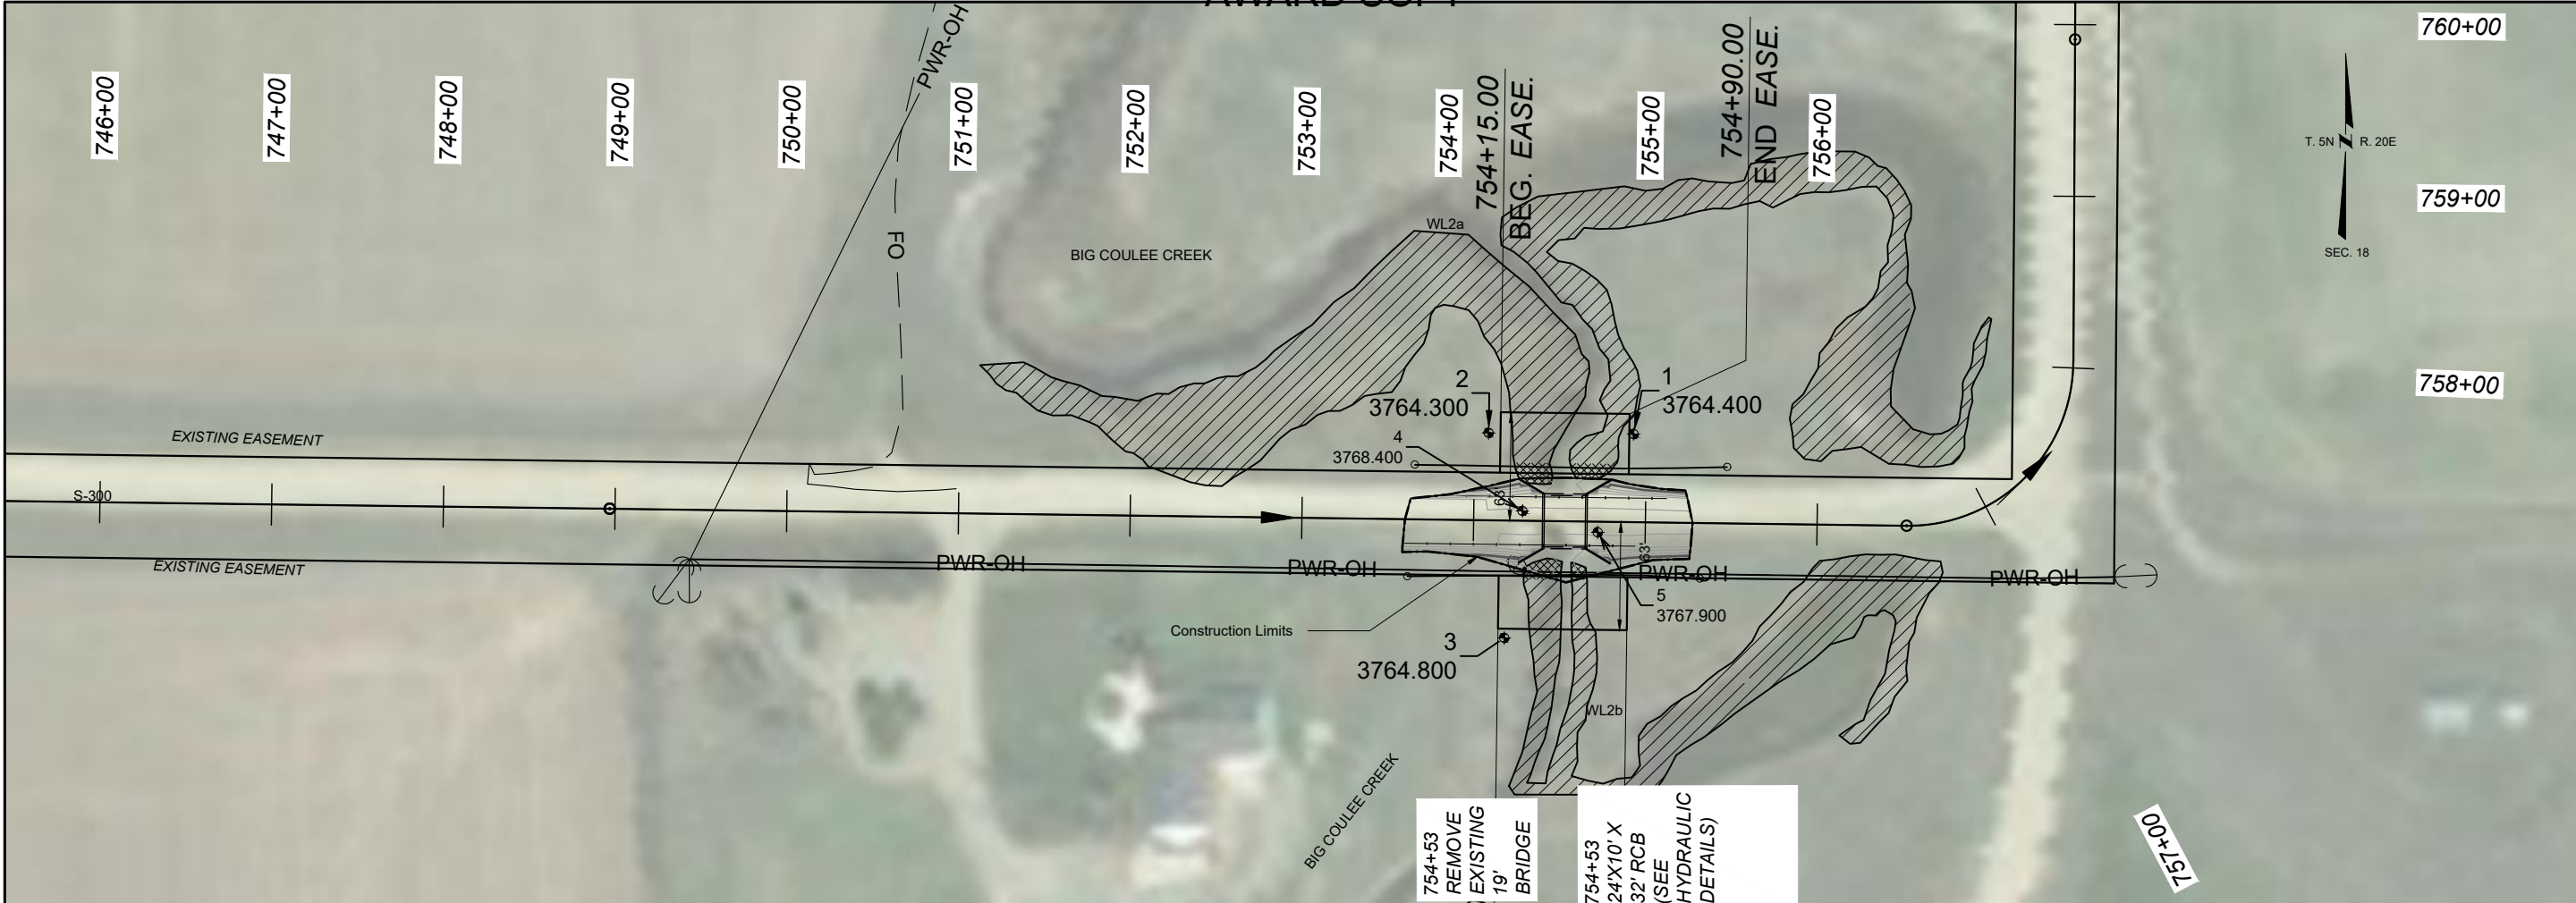 AWARD COPY
PWR-OH
760+00
746+00
747+00
748+00
749+00
750+00
751+00
752+00
753+00
754+00
754+15.00
BEG. EASE.
755+00
754+90.00
END EASE.
756+00
T. 5N N R. 20E
SEC. 18
759+00
FO
BIG COULEE CREEK
WL2a
758+00
2
3764.300
1
3764.400
4
3768.400
EXISTING EASEMENT
S-300
63'
63'
EXISTING EASEMENT
PWR-OH
PWR-OH
PWR-OH
PWR-OH
5
3767.900
Construction Limits
3
3764.800
WL2b
BIG COULEE CREEK
754+53
REMOVE
EXISTING
19'
BRIDGE
754+53
24'X10' X
32' RCB
(SEE
HYDRAULIC
DETAILS)
757+00